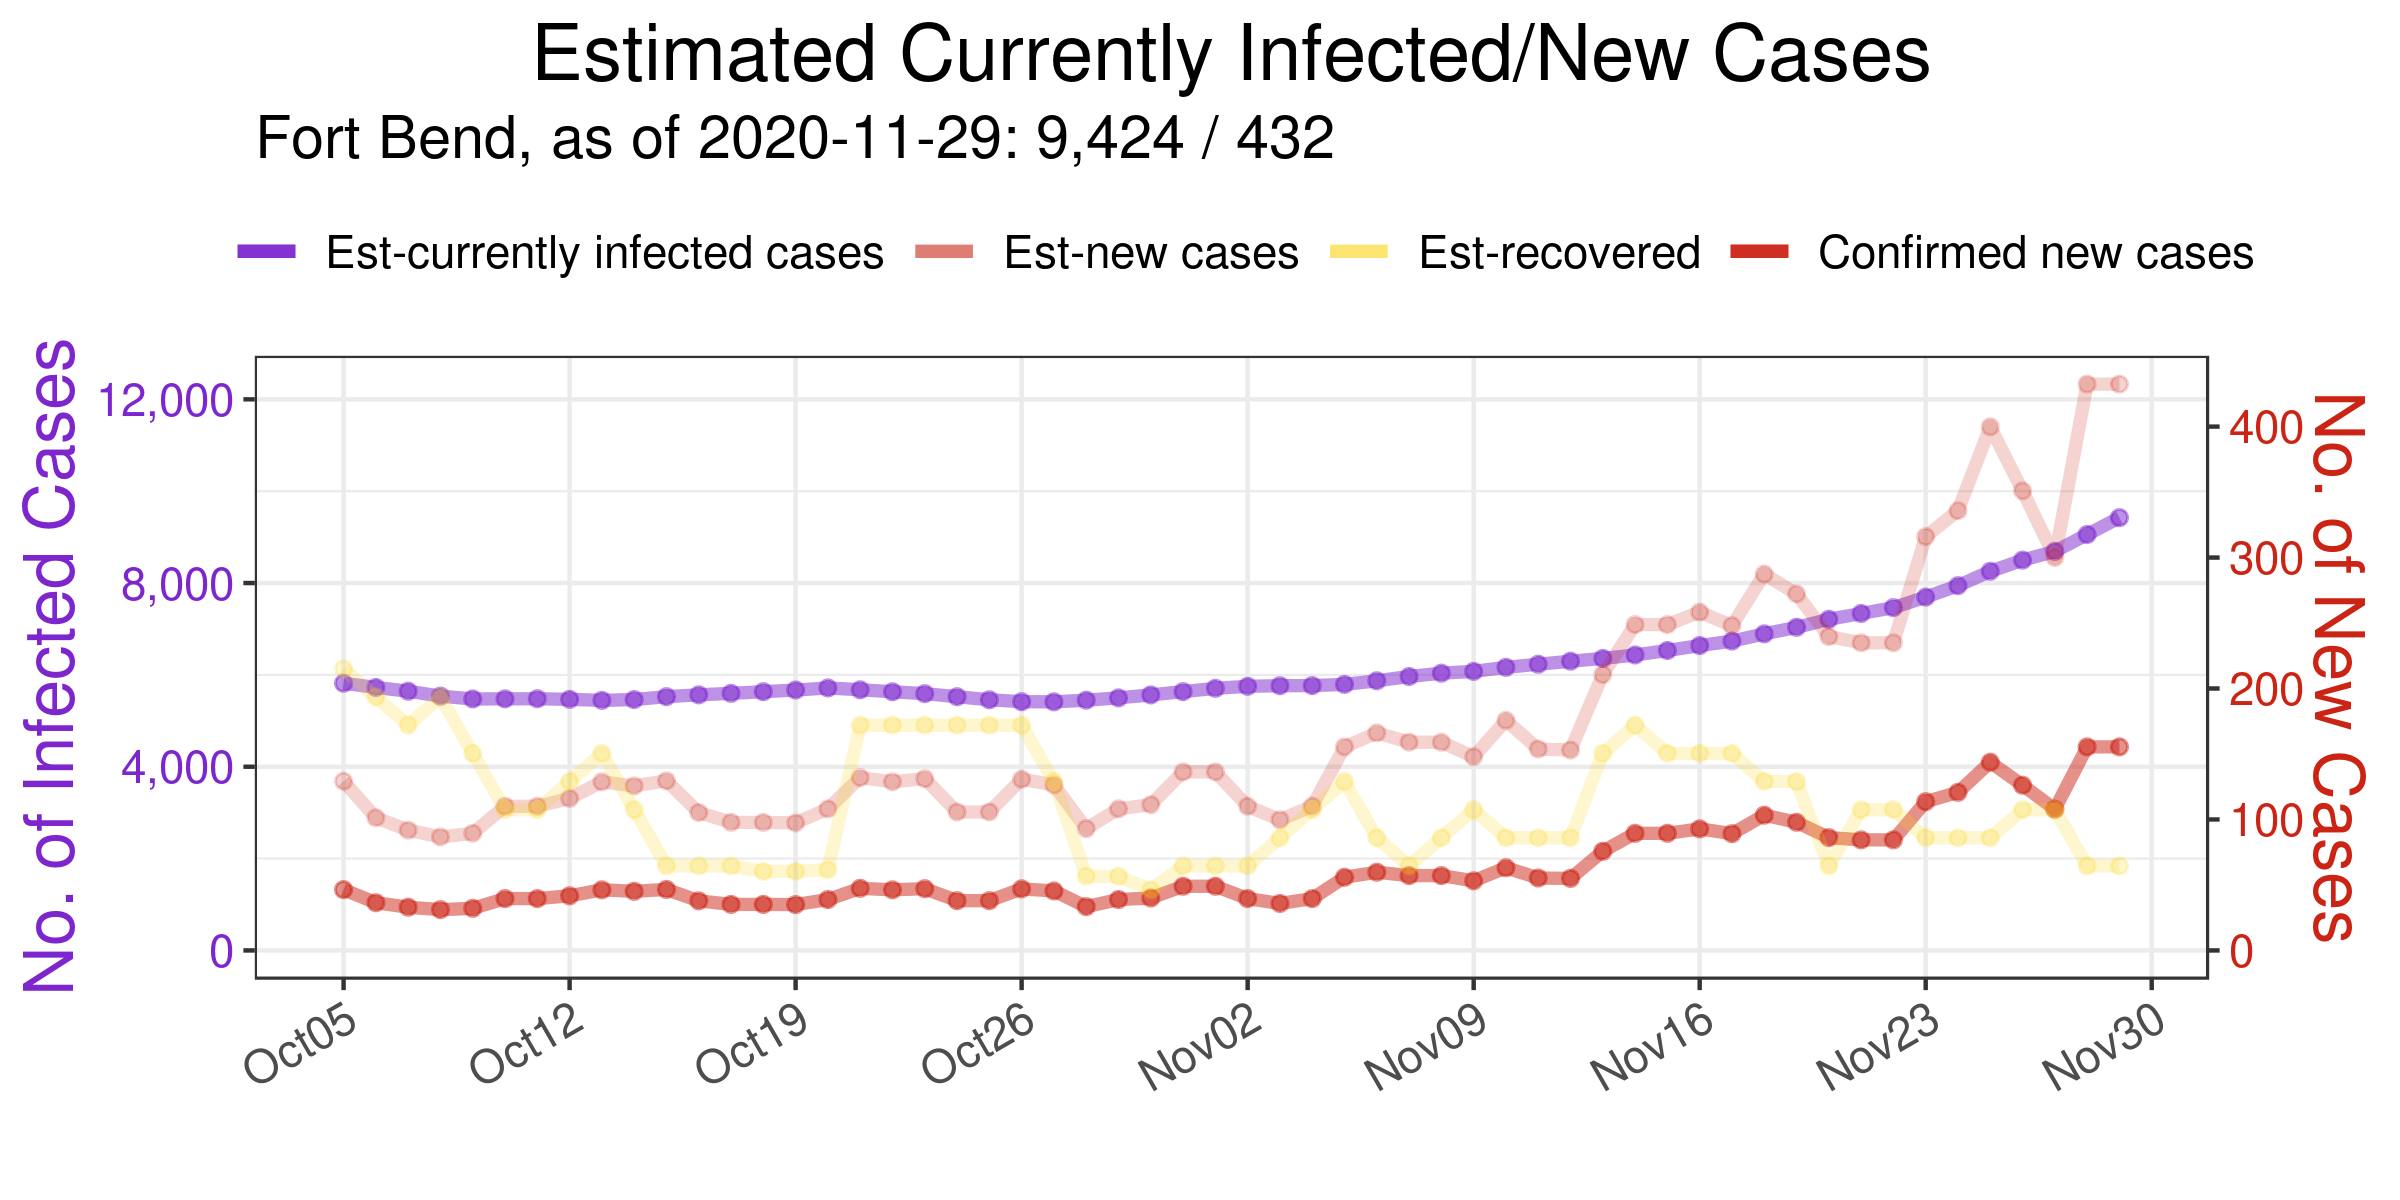 Estimated Currently Infected/New Cases
Fort Bend, as of 2020-11-29: 9,424 / 432
Est-currently infected cases Est-new cases Est-recovered Confirmed new cases
No. of Infected Cases
12,000
8,000
4,000
0
400
300
200
100
0
No. of New Cases
Oct05 Oct12 Oct19 Oct26 Nov02 Nov09 Nov16 Nov23 Nov30